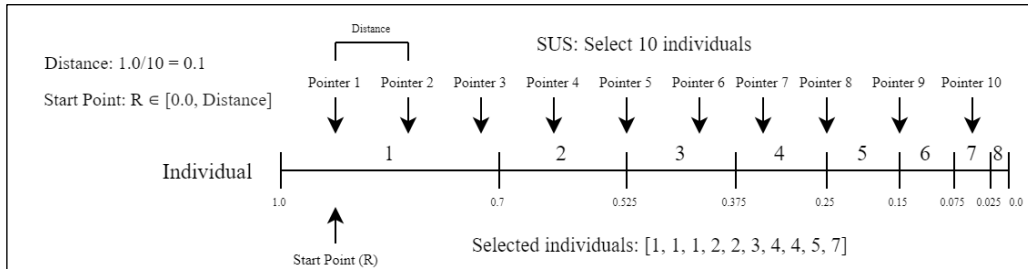 Distance
SUS: Select 10 individuals
Distance: 1.0/10 = 0.1
Pointer 1 Pointer 2 Pointer 3 Pointer 4 Pointer 5 Pointer 6 Pointer 7 Pointer 8 Pointer 9 Pointer 10
Start Point: R ∈ [0.0, Distance]
1 2 3 4 5 6 7 8
Individual
1.0 0.7 0.525 0.375 0.25 0.15 0.075 0.025 0.0
Selected individuals: [1, 1, 1, 2, 2, 3, 4, 4, 5, 7]
Start Point (R)